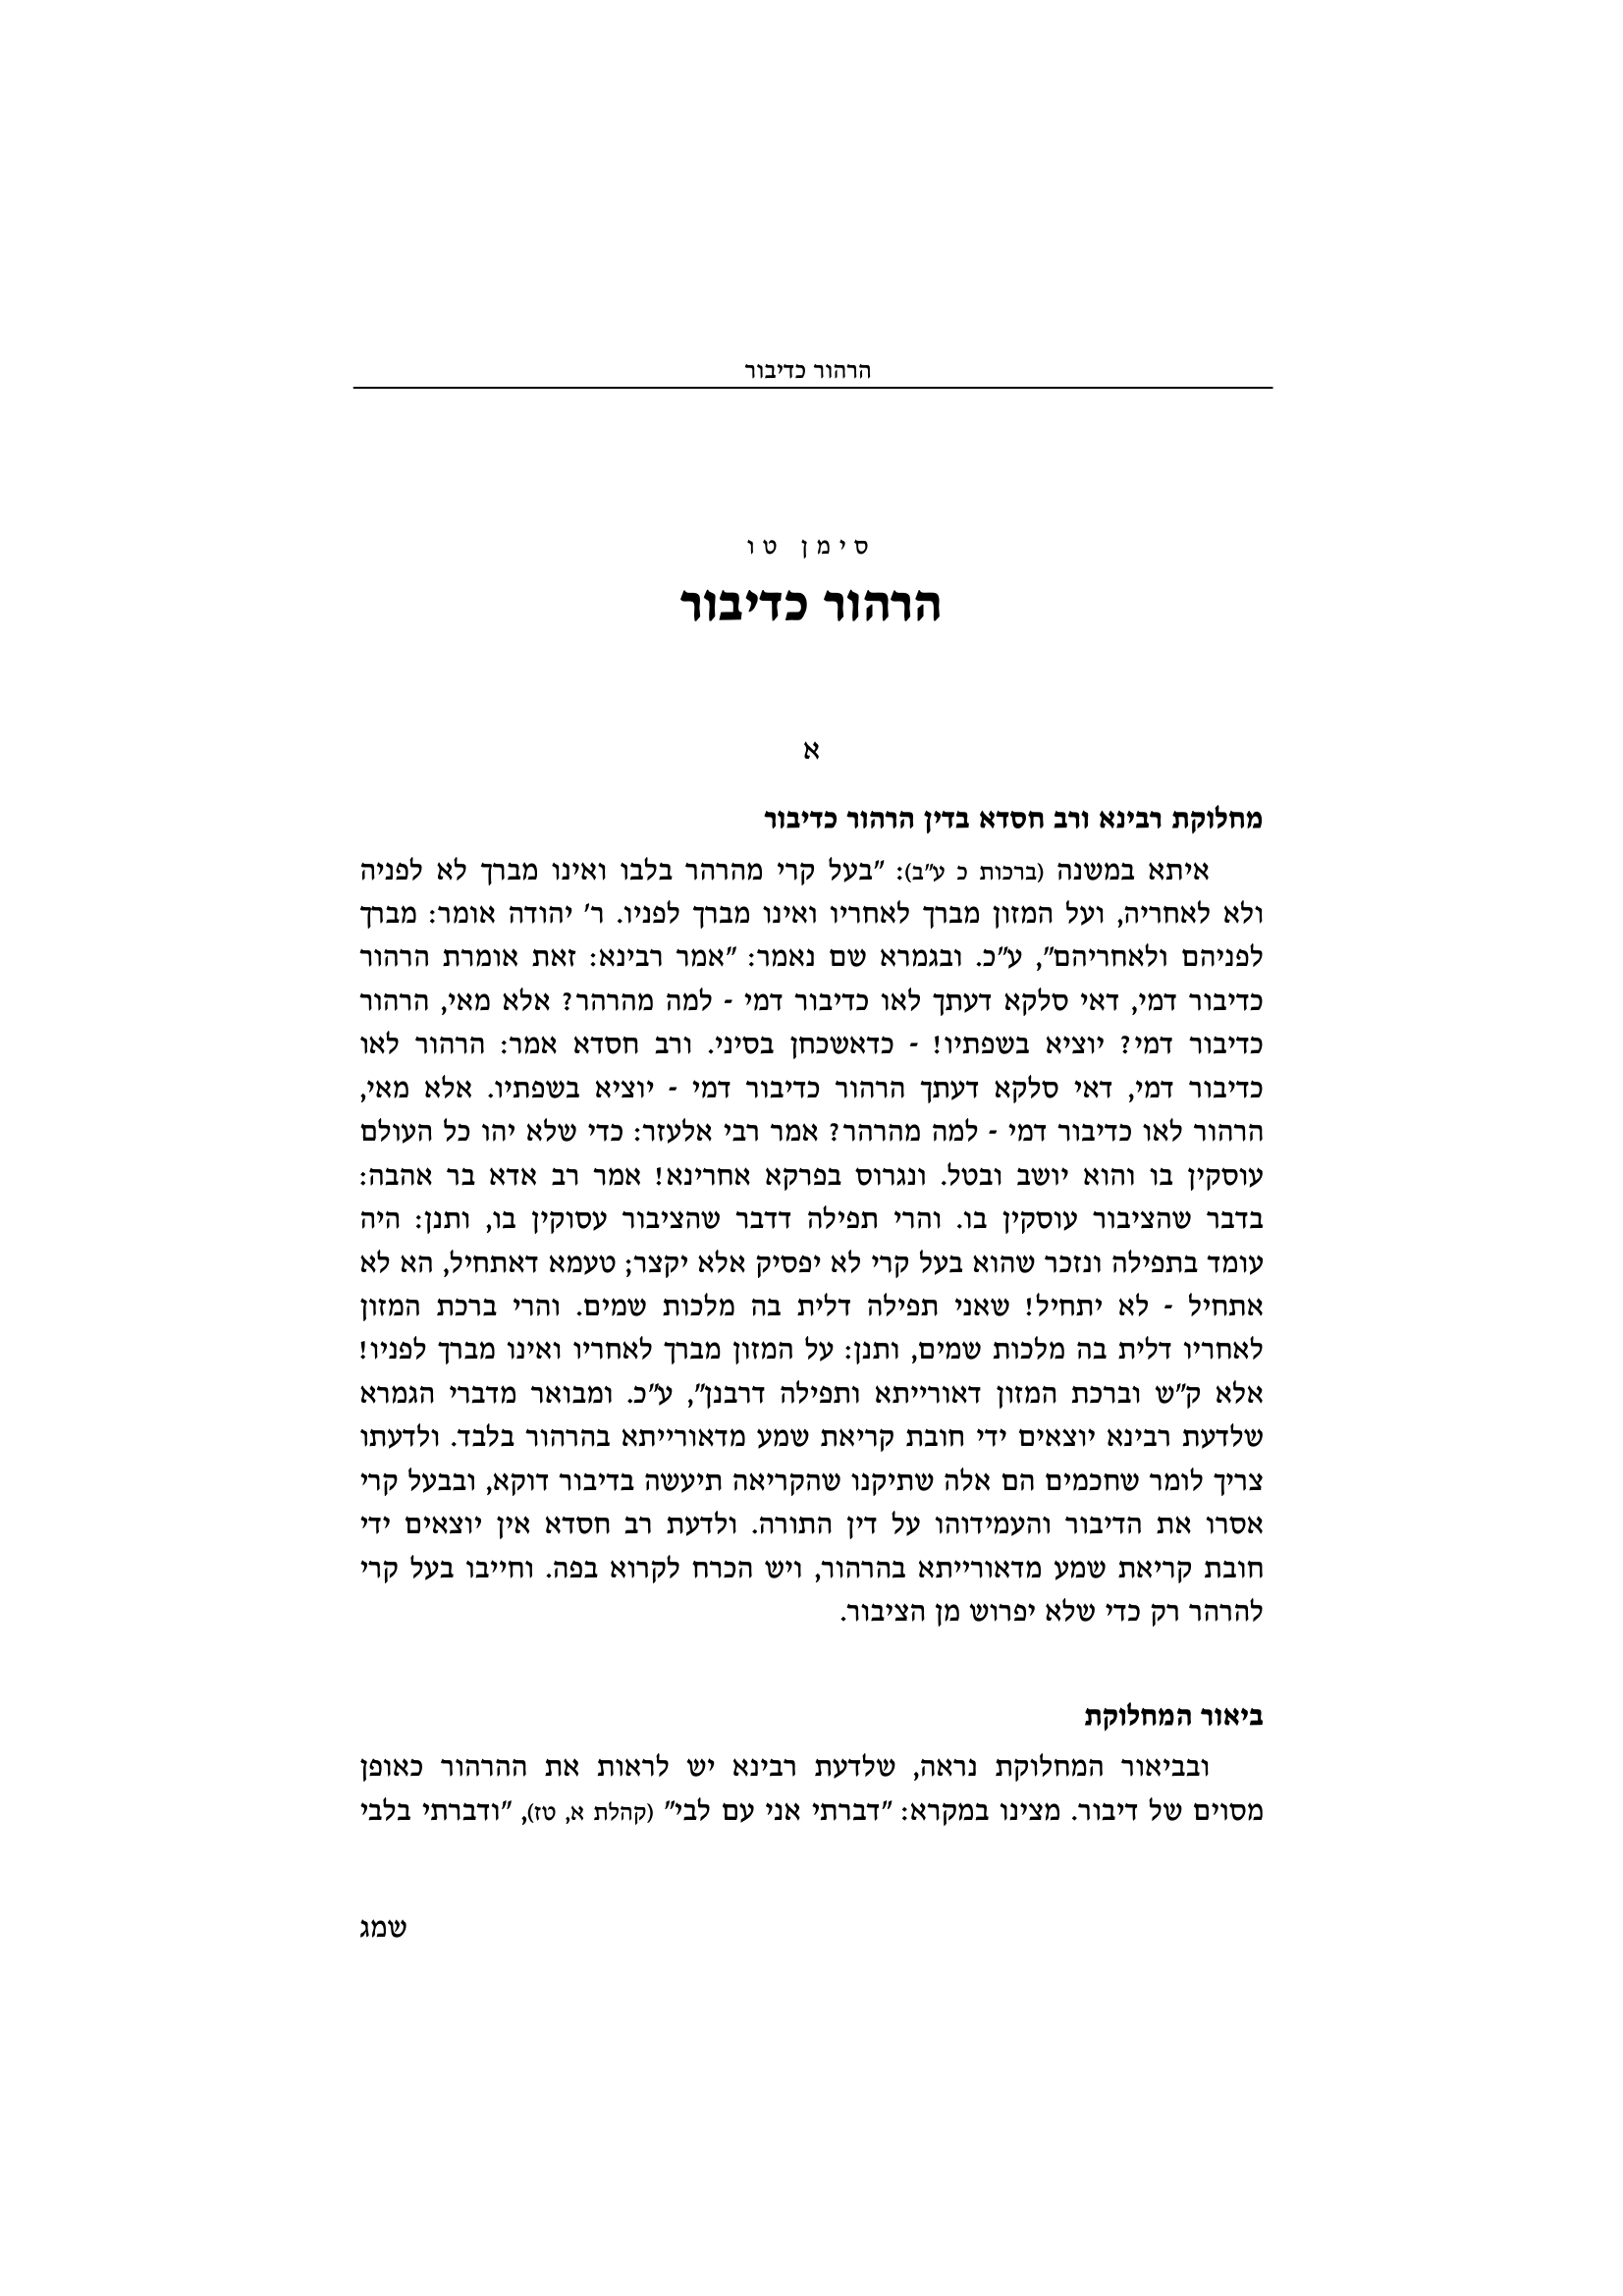 הרהור כדיבור
סימן טו
הרהור כדיבור
א
מחלוקת רבינא ורב חסדא בדין הרהור כדיבור
איתא במשנה (ברכות כ ע"ב): "בעל קרי מהרהר בלבו ואינו מברך לא לפניה
ולא לאחריה, ועל המזון מברך לאחריו ואינו מברך לפניו. ר' יהודה אומר: מברך
לפניהם ולאחריהם", ע"כ. ובגמרא שם נאמר: "אמר רבינא: זאת אומרת הרהור
כדיבור דמי, דאי סלקא דעתך לאו כדיבור דמי - למה מהרהר? אלא מאי, הרהור
כדיבור דמי? יוציא בשפתיו! - כדאשכחן בסיני. ורב חסדא אמר: הרהור לאו
כדיבור דמי, דאי סלקא דעתך הרהור כדיבור דמי - יוציא בשפתיו. אלא מאי,
הרהור לאו כדיבור דמי - למה מהרהר? אמר רבי אלעזר: כדי שלא יהו כל העולם
עוסקין בו והוא יושב ובטל. ונגרוס בפרקא אחרינא! אמר רב אדא בר אהבה:
בדבר שהציבור עוסקין בו. והרי תפילה דדבר שהציבור עסוקין בו, ותנן: היה
עומד בתפילה ונזכר שהוא בעל קרי לא יפסיק אלא יקצר; טעמא דאתחיל, הא לא
אתחיל - לא יתחיל! שאני תפילה דלית בה מלכות שמים. והרי ברכת המזון
לאחריו דלית בה מלכות שמים, ותנן: על המזון מברך לאחריו ואינו מברך לפניו!
אלא ק"ש וברכת המזון דאורייתא ותפילה דרבנן", ע"כ. ומבואר מדברי הגמרא
שלדעת רבינא יוצאים ידי חובת קריאת שמע מדאורייתא בהרהור בלבד. ולדעתו
צריך לומר שחכמים הם אלה שתיקנו שהקריאה תיעשה בדיבור דוקא, ובבעל קרי
אסרו את הדיבור והעמידוהו על דין התורה. ולדעת רב חסדא אין יוצאים ידי
חובת קריאת שמע מדאורייתא בהרהור, ויש הכרח לקרוא בפה. וחייבו בעל קרי
להרהר רק כדי שלא יפרוש מן הציבור.
ביאור המחלוקת
ובביאור המחלוקת נראה, שלדעת רבינא יש לראות את ההרהור כאופן
מסוים של דיבור. מצינו במקרא: "דברתי אני עם לבי" (קהלת א, טז), "ודברתי בלבי
שמג